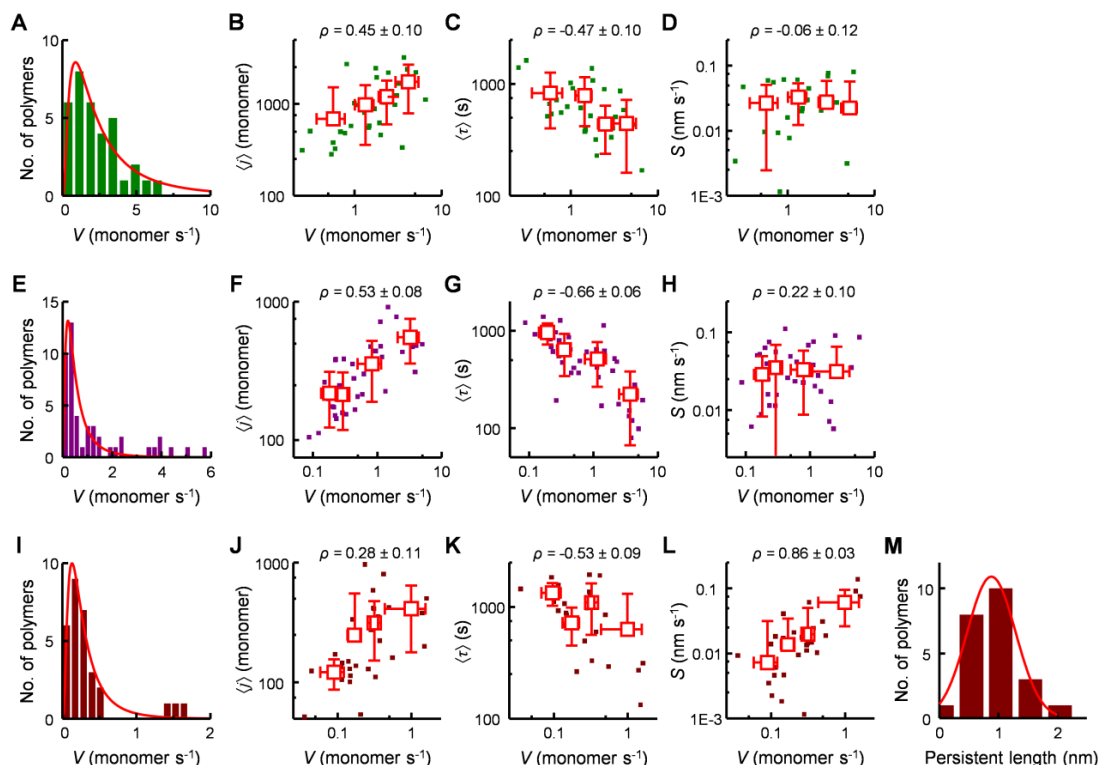 A
No. of polymers
10
5
0
0 5 10
V (monomer s⁻¹)
B
ρ = 0.45 ± 0.10
⟨j⟩ (monomer)
1000
100
1 10
V (monomer s⁻¹)
C
ρ = -0.47 ± 0.10
⟨τ⟩ (s)
1000
100
1 10
V (monomer s⁻¹)
D
ρ = -0.06 ± 0.12
S (nm s⁻¹)
0.1
0.01
1E-3
1 10
V (monomer s⁻¹)
E
No. of polymers
15
10
5
0
0 2 4 6
V (monomer s⁻¹)
F
ρ = 0.53 ± 0.08
⟨j⟩ (monomer)
1000
100
0.1 1 10
V (monomer s⁻¹)
G
ρ = -0.66 ± 0.06
⟨τ⟩ (s)
1000
100
0.1 1 10
V (monomer s⁻¹)
H
ρ = 0.22 ± 0.10
S (nm s⁻¹)
0.1
0.01
0.1 1 10
V (monomer s⁻¹)
I
No. of polymers
10
5
0
0 1 2
V (monomer s⁻¹)
J
ρ = 0.28 ± 0.11
⟨j⟩ (monomer)
1000
100
0.1 1
V (monomer s⁻¹)
K
ρ = -0.53 ± 0.09
⟨τ⟩ (s)
1000
100
0.1 1
V (monomer s⁻¹)
L
ρ = 0.86 ± 0.03
S (nm s⁻¹)
0.1
0.01
1E-3
0.1 1
V (monomer s⁻¹)
M
No. of polymers
10
5
0
0 1 2
Persistent length (nm)